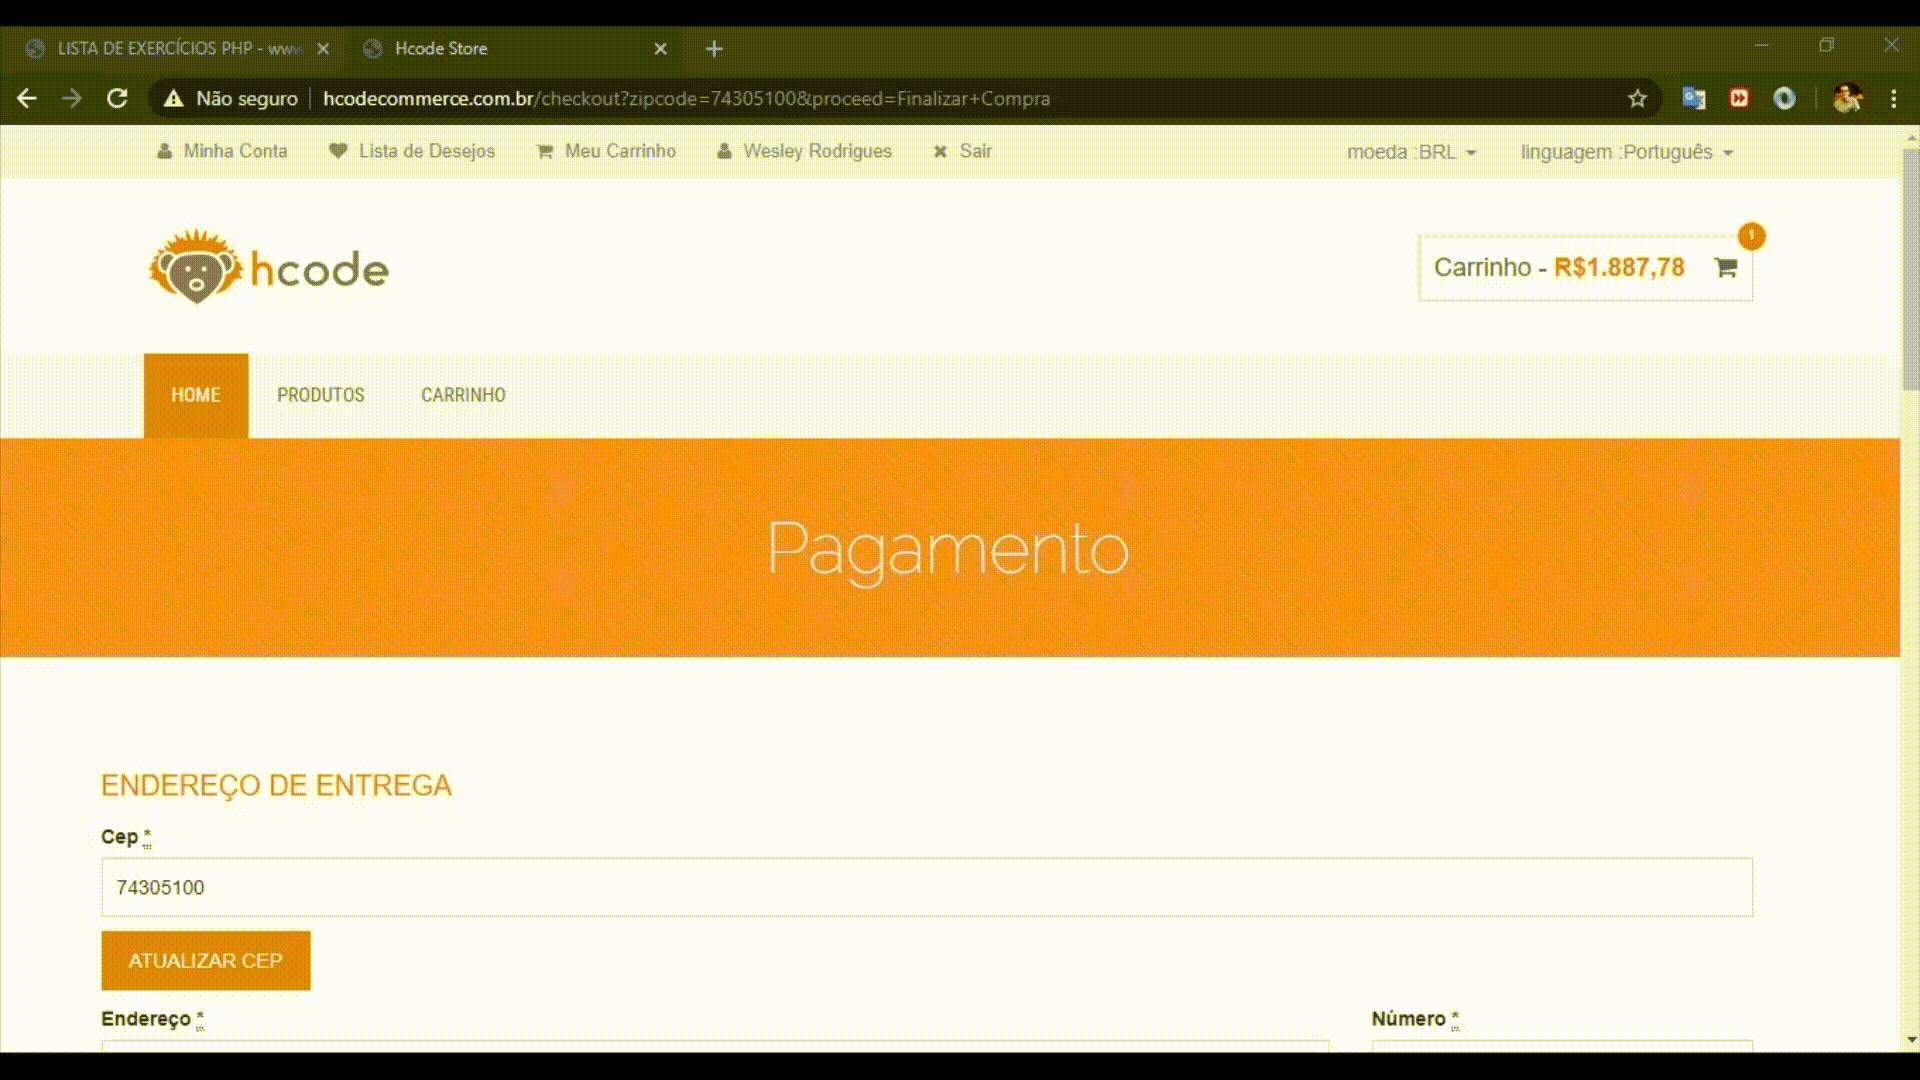 LISTA DE EXERCÍCIOS PHP - www
Hcode Store
Não seguro
hcodecommerce.com.br/checkout?zipcode=74305100&proceed=Finalizar+Compra
Minha Conta
Lista de Desejos
Meu Carrinho
Wesley Rodrigues
Sair
moeda :BRL
linguagem :Português
hcode
Carrinho - R$1.887,78
1
HOME
PRODUTOS
CARRINHO
Pagamento
ENDEREÇO DE ENTREGA
Cep *
74305100
ATUALIZAR CEP
Endereço *
Número *